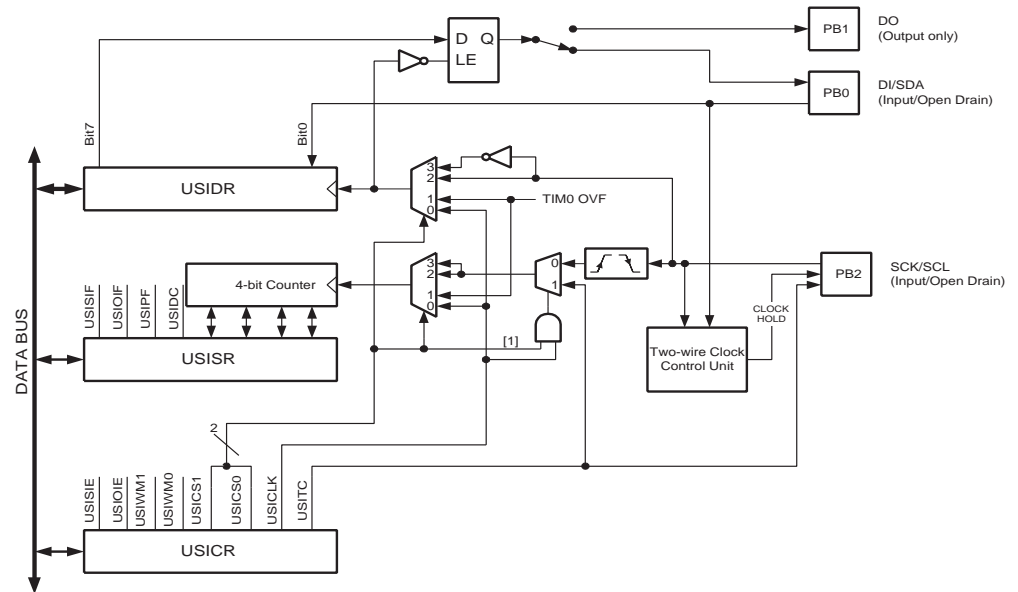 DO
(Output only)
PB1
D Q
LE
DI/SDA
(Input/Open Drain)
PB0
Bit7
Bit0
USIDR
3
2
1
0
TIM0 OVF
DATA BUS
USISIF
USIOIF
USIPF
USIDC
4-bit Counter
3
2
1
0
0
1
SCK/SCL
(Input/Open Drain)
PB2
CLOCK
HOLD
[1]
Two-wire Clock
Control Unit
USISR
2
USISIE
USIOIE
USIWM1
USIWM0
USICS1
USICS0
USICLK
USITC
USICR